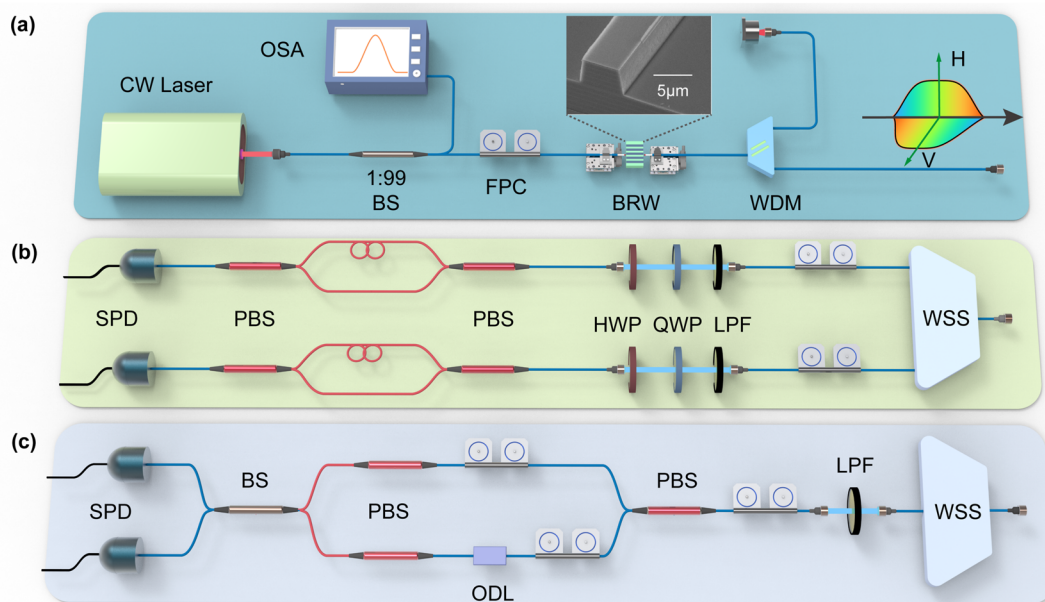 (a)
OSA
CW Laser
1:99
BS
FPC
5μm
BRW
WDM
H
V
(b)
SPD
PBS
PBS
HWP
QWP
LPF
WSS
(c)
SPD
BS
PBS
ODL
PBS
LPF
WSS